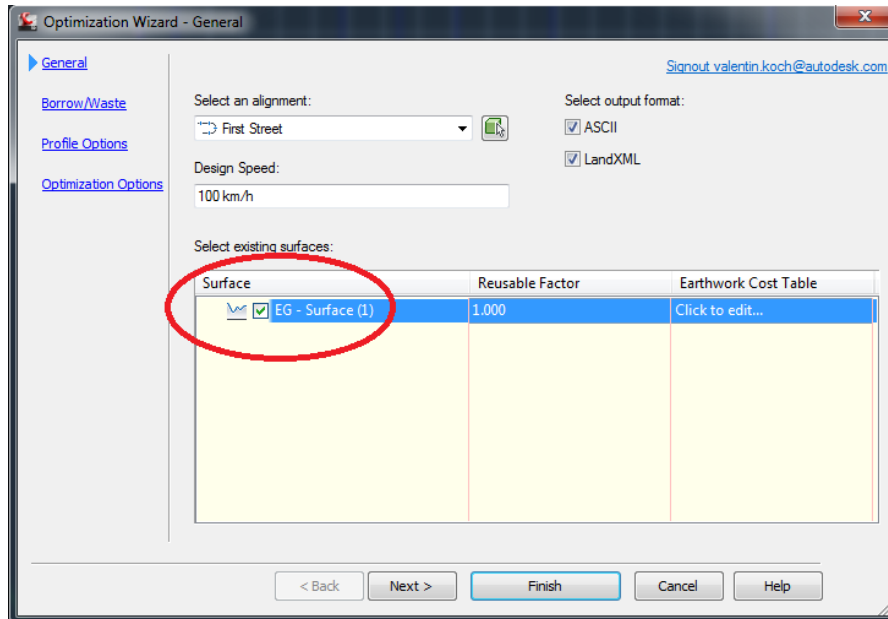 Optimization Wizard - General
General
Signout valentin.koch@autodesk.com
Borrow/Waste
Profile Options
Optimization Options
Select an alignment:
Select output format:
First Street
ASCII
LandXML
Design Speed:
100 km/h
Select existing surfaces:
Surface Reusable Factor Earthwork Cost Table
EG - Surface (1) 1.000 Click to edit...
< Back Next > Finish Cancel Help